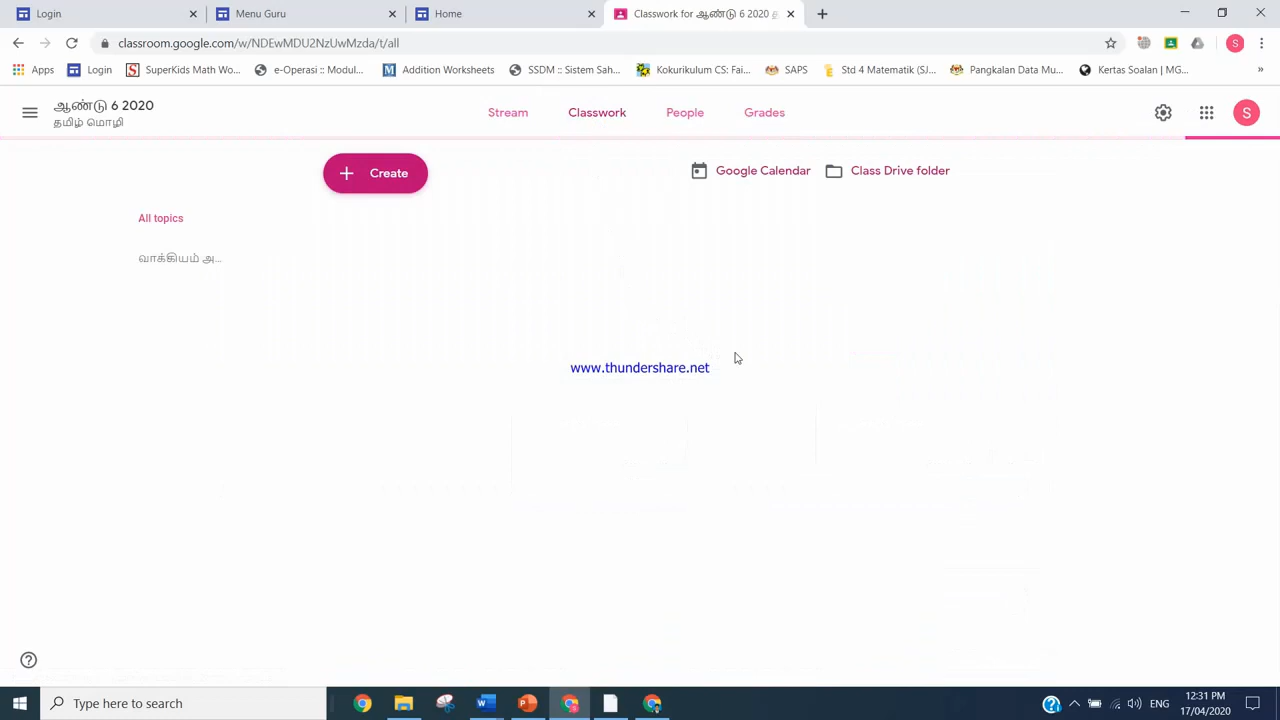 Login
Menu Guru
Home
Classwork for ஆண்டு 6 2020 த
classroom.google.com/w/NDEwMDU2NzUwMzda/t/all
Apps
Login
SuperKids Math Wo...
e-Operasi :: Modul...
Addition Worksheets
SSDM :: Sistem Sah...
Kokurikulum CS: Fai...
SAPS
Std 4 Matematik (SJ...
Pangkalan Data Mu...
Kertas Soalan | MG...
ஆண்டு 6 2020
தமிழ் மொழி
Stream
Classwork
People
Grades
S
Create
Google Calendar
Class Drive folder
All topics
வாக்கியம் அ...
www.thundershare.net
Type here to search
ENG
12:31 PM
17/04/2020